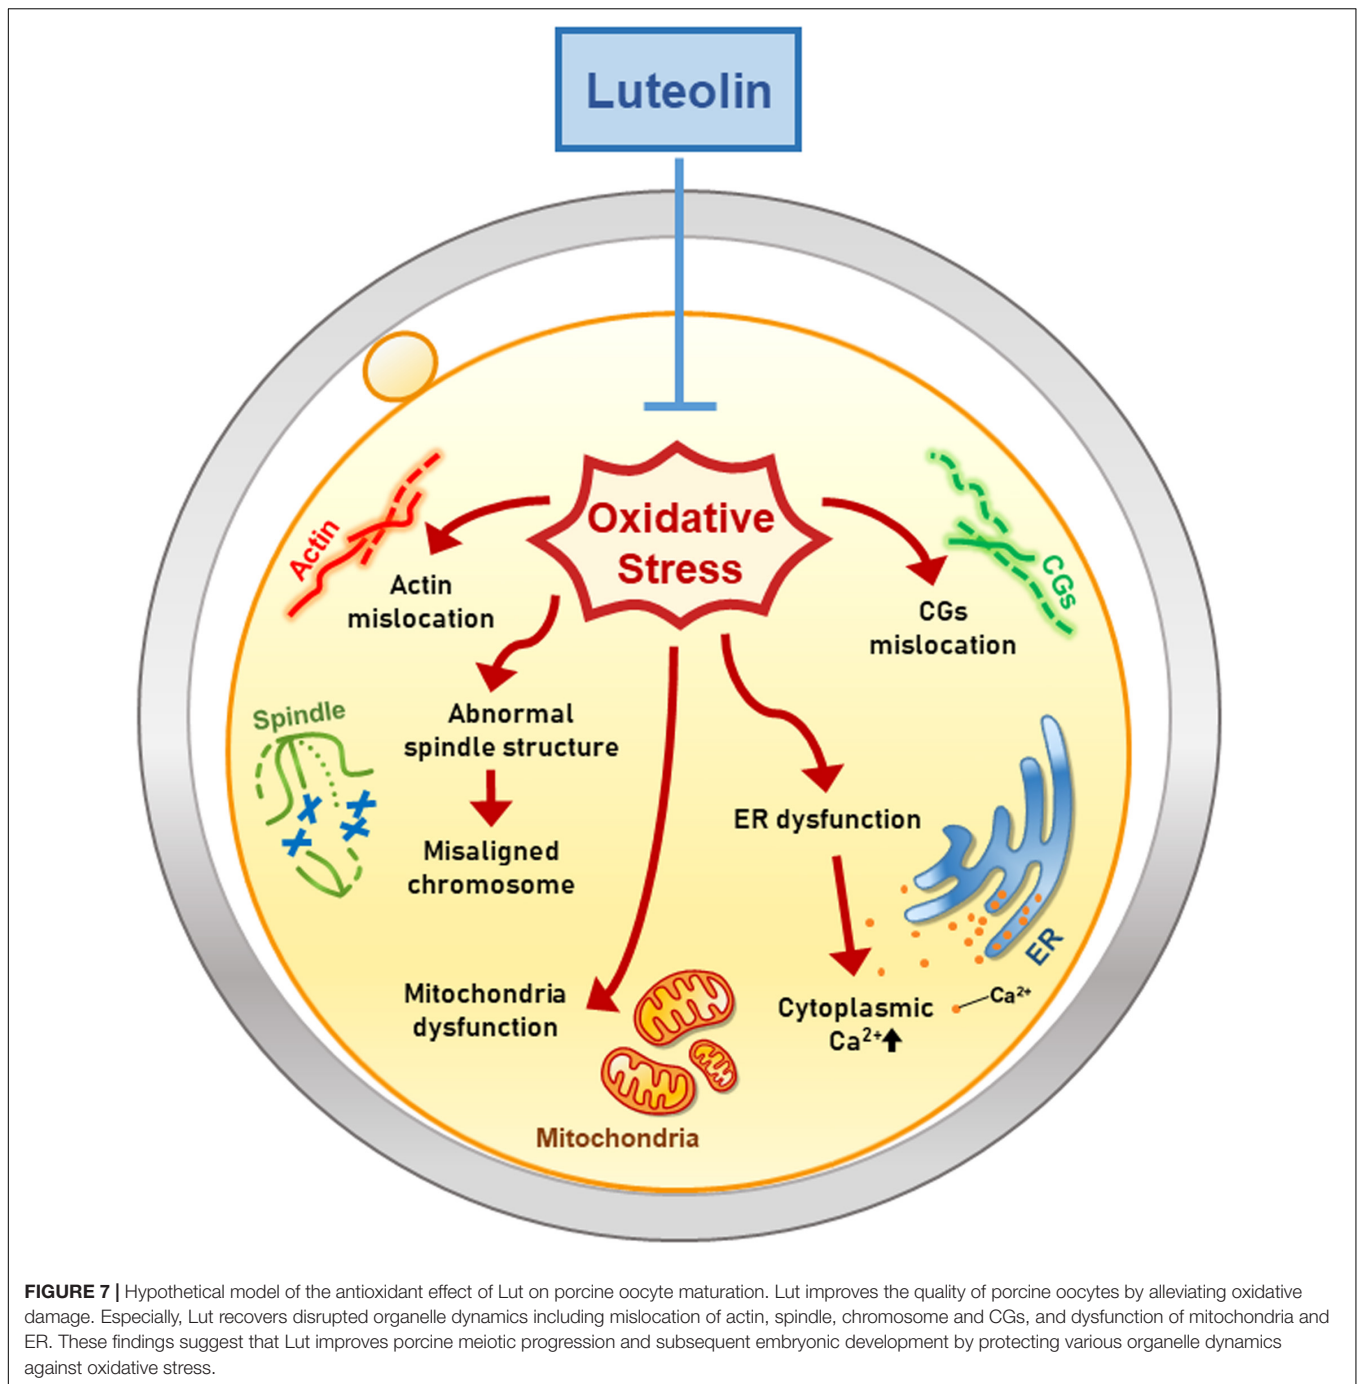 Luteolin
Oxidative
Stress
Actin
Actin
mislocation
CGs
CGs
mislocation
Spindle
Abnormal
spindle structure
Misaligned
chromosome
ER dysfunction
ER
Mitochondria
dysfunction
Cytoplasmic
Ca²⁺
Ca²⁺
Mitochondria
FIGURE 7 | Hypothetical model of the antioxidant effect of Lut on porcine oocyte maturation. Lut improves the quality of porcine oocytes by alleviating oxidative
damage. Especially, Lut recovers disrupted organelle dynamics including mislocation of actin, spindle, chromosome and CGs, and dysfunction of mitochondria and
ER. These findings suggest that Lut improves porcine meiotic progression and subsequent embryonic development by protecting various organelle dynamics
against oxidative stress.